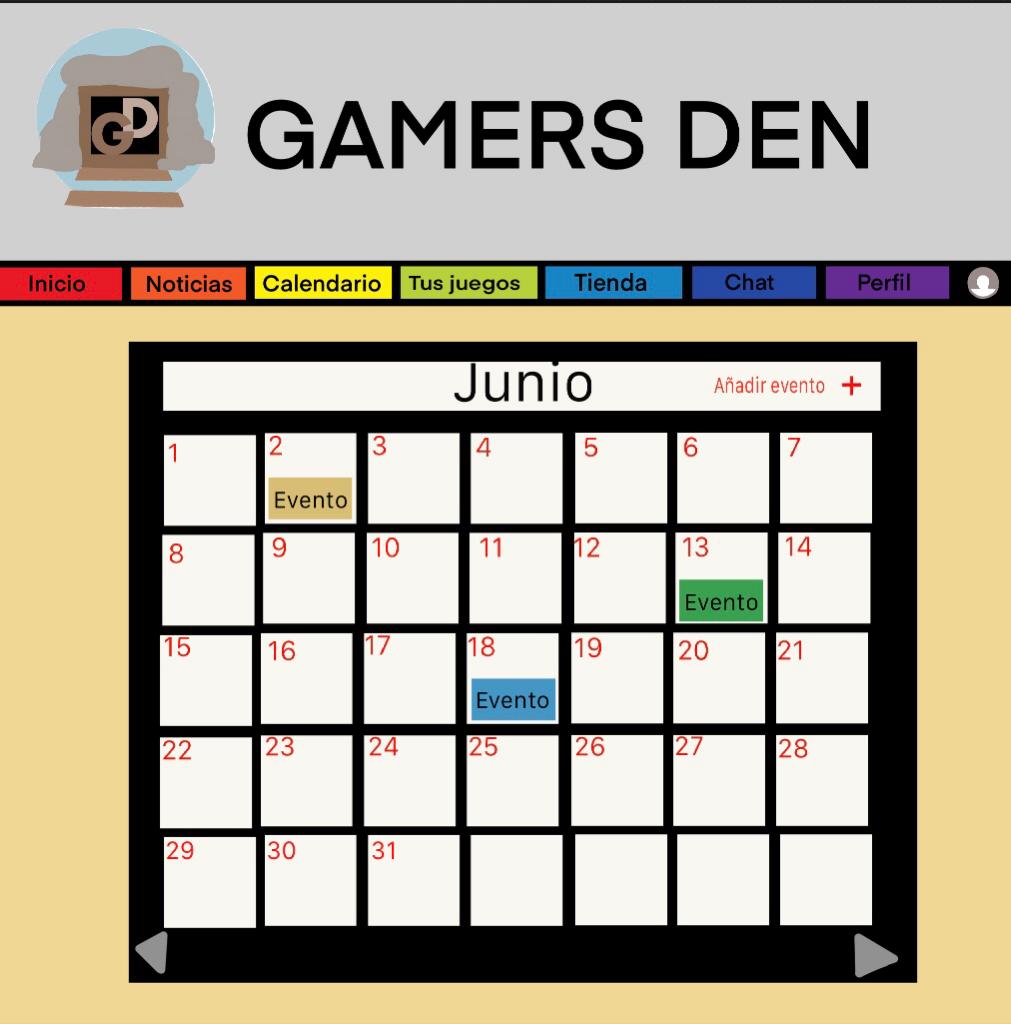 GD
GAMERS DEN
Inicio Noticias Calendario Tus juegos Tienda Chat Perfil
Junio Añadir evento +
1 2 3 4 5 6 7
Evento
8 9 10 11 12 13 14
Evento
15 16 17 18 19 20 21
Evento
22 23 24 25 26 27 28
29 30 31